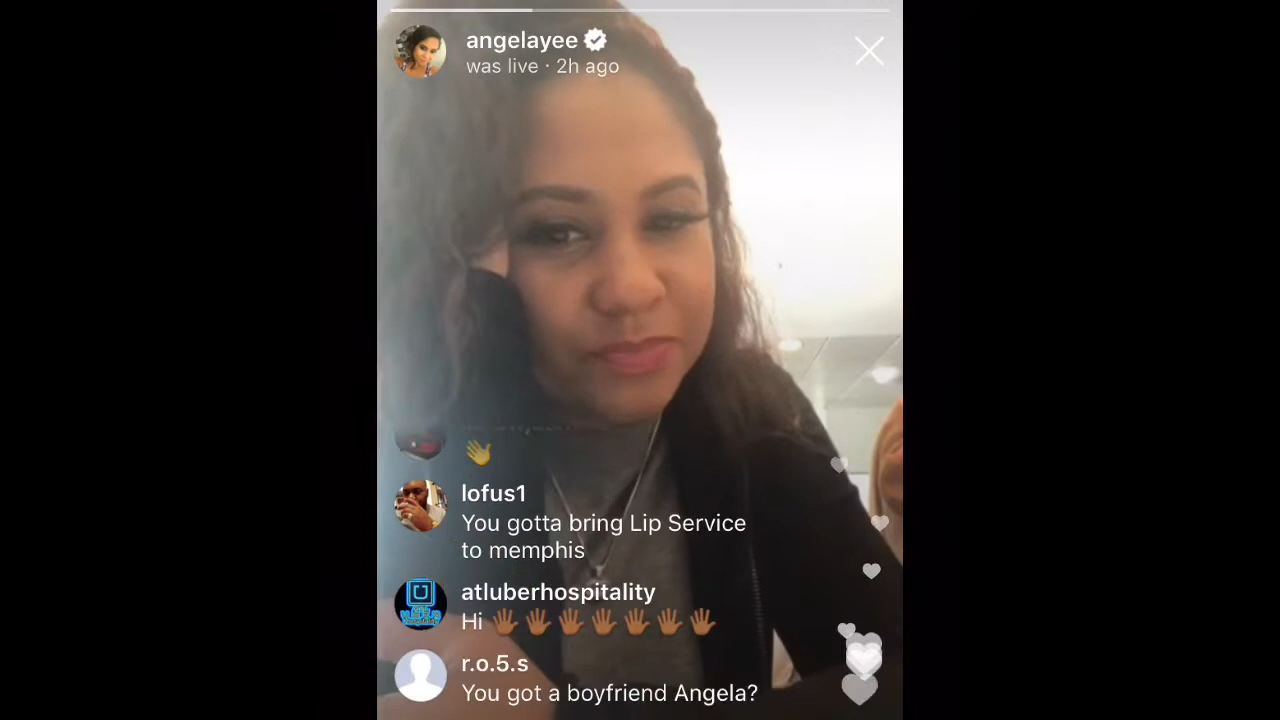 angelayee
was live · 2h ago
lofus1
You gotta bring Lip Service
to memphis
atluberhospitality
Hi 🖐🏾🖐🏾🖐🏾🖐🏾🖐🏾🖐🏾🖐🏾
r.o.5.s
You got a boyfriend Angela?